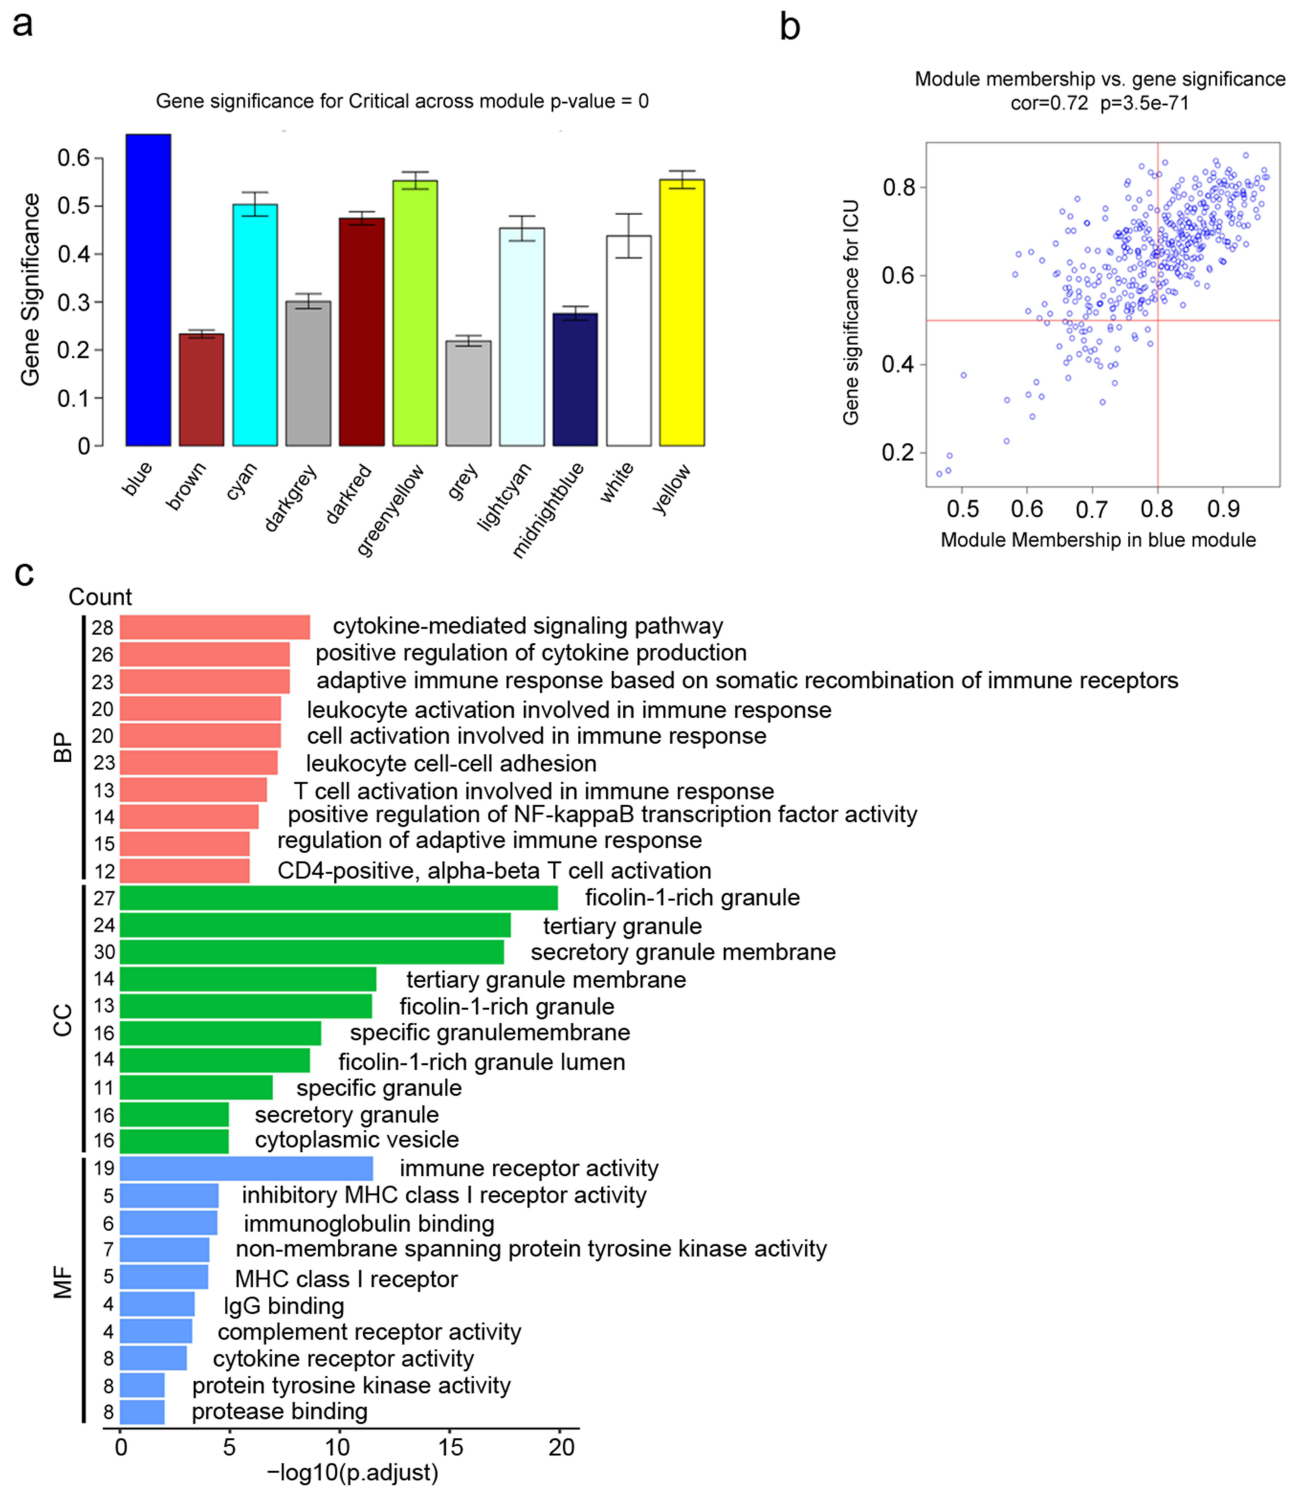 a
Gene significance for Critical across module p-value = 0
Gene Significance
0.6
0.5
0.4
0.3
0.2
0.1
0
blue
brown
cyan
darkgrey
darkred
greenyellow
grey
lightcyan
midnightblue
white
yellow
b
Module membership vs. gene significance
cor=0.72 p=3.5e-71
Gene significance for ICU
0.8
0.6
0.4
0.2
0.5 0.6 0.7 0.8 0.9
Module Membership in blue module
c
Count
BP
28 cytokine-mediated signaling pathway
26 positive regulation of cytokine production
23 adaptive immune response based on somatic recombination of immune receptors
20 leukocyte activation involved in immune response
20 cell activation involved in immune response
23 leukocyte cell-cell adhesion
13 T cell activation involved in immune response
14 positive regulation of NF-kappaB transcription factor activity
15 regulation of adaptive immune response
12 CD4-positive, alpha-beta T cell activation
CC
27 ficolin-1-rich granule
24 tertiary granule
30 secretory granule membrane
14 tertiary granule membrane
13 ficolin-1-rich granule
16 specific granulemembrane
14 ficolin-1-rich granule lumen
11 specific granule
16 secretory granule
16 cytoplasmic vesicle
MF
19 immune receptor activity
5 inhibitory MHC class I receptor activity
6 immunoglobulin binding
7 non-membrane spanning protein tyrosine kinase activity
5 MHC class I receptor
4 IgG binding
4 complement receptor activity
8 cytokine receptor activity
8 protein tyrosine kinase activity
8 protease binding
0 5 10 15 20
−log10(p.adjust)